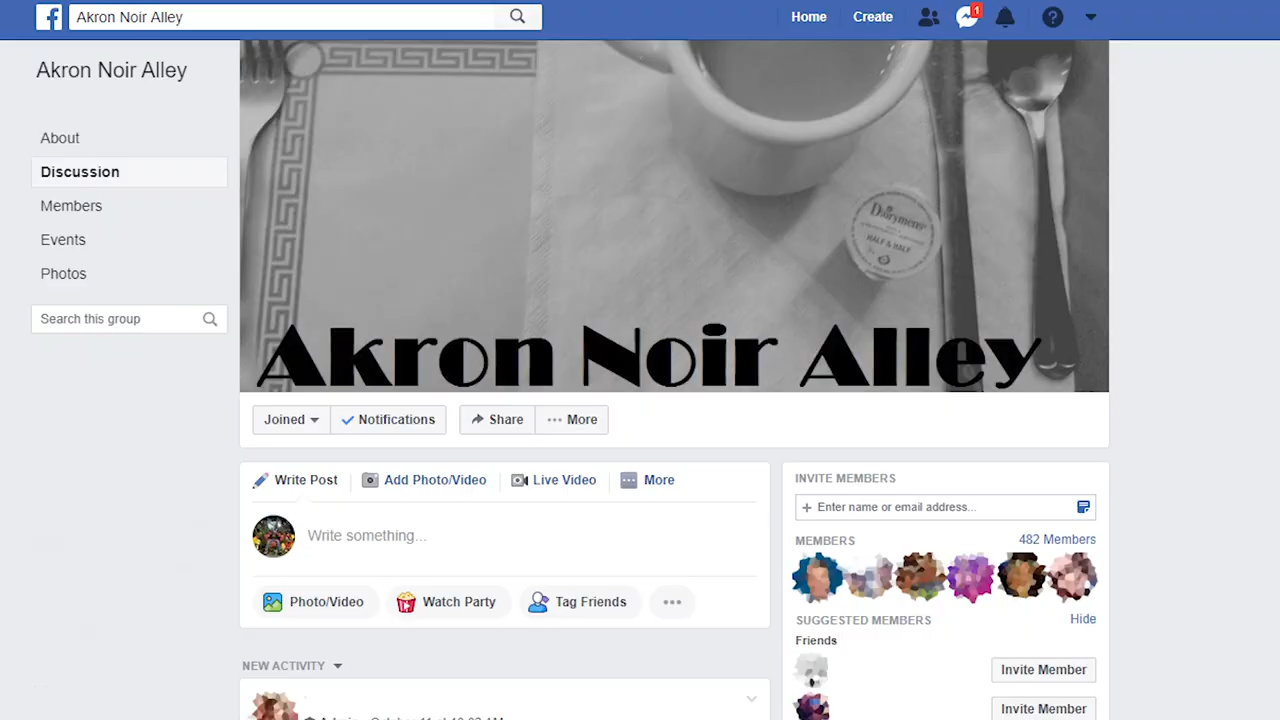 Akron Noir Alley
Home
Create
1
Akron Noir Alley
About
Discussion
Members
Events
Photos
Search this group
Dairymens
HALF & HALF
Akron Noir Alley
Joined
Notifications
Share
More
Write Post
Add Photo/Video
Live Video
More
Write something...
Photo/Video
Watch Party
Tag Friends
NEW ACTIVITY
INVITE MEMBERS
+ Enter name or email address...
MEMBERS
482 Members
SUGGESTED MEMBERS
Hide
Friends
Invite Member
Invite Member